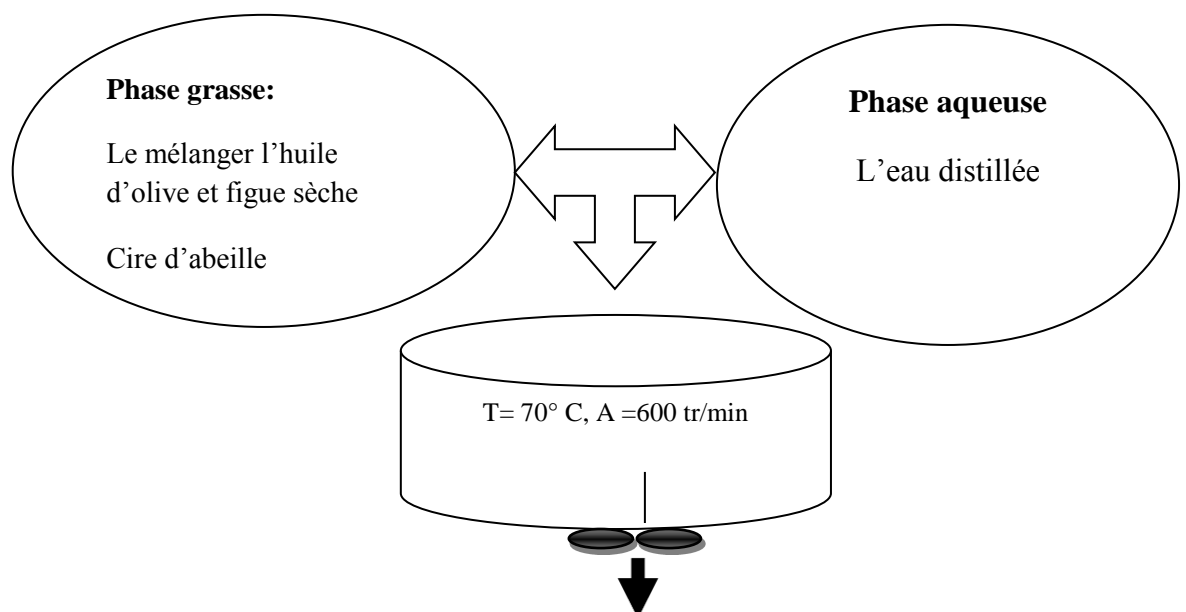 Phase grasse:
Le mélanger l’huile
d’olive et figue sèche
Cire d’abeille
Phase aqueuse
L’eau distillée
T= 70° C, A =600 tr/min